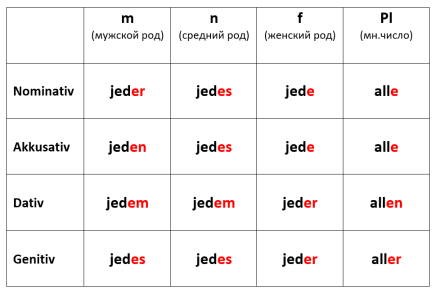 m n f Pl
(мужской род) (средний род) (женский род) (мн.число)
Nominativ jeder jedes jede alle
Akkusativ jeden jedes jede alle
Dativ jedem jedem jeder allen
Genitiv jedes jedes jeder aller